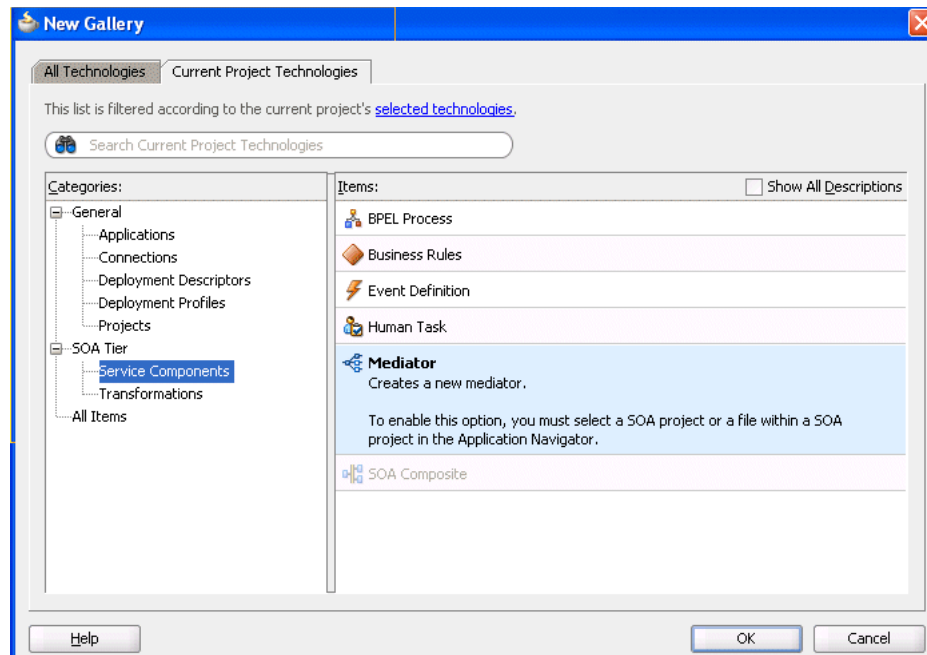 New Gallery
All Technologies
Current Project Technologies
This list is filtered according to the current project's selected technologies.
Search Current Project Technologies
Categories:
General
Applications
Connections
Deployment Descriptors
Deployment Profiles
Projects
SOA Tier
Service Components
Transformations
All Items
Items:
Show All Descriptions
BPEL Process
Business Rules
Event Definition
Human Task
Mediator
Creates a new mediator.
To enable this option, you must select a SOA project or a file within a SOA
project in the Application Navigator.
SOA Composite
Help
OK
Cancel